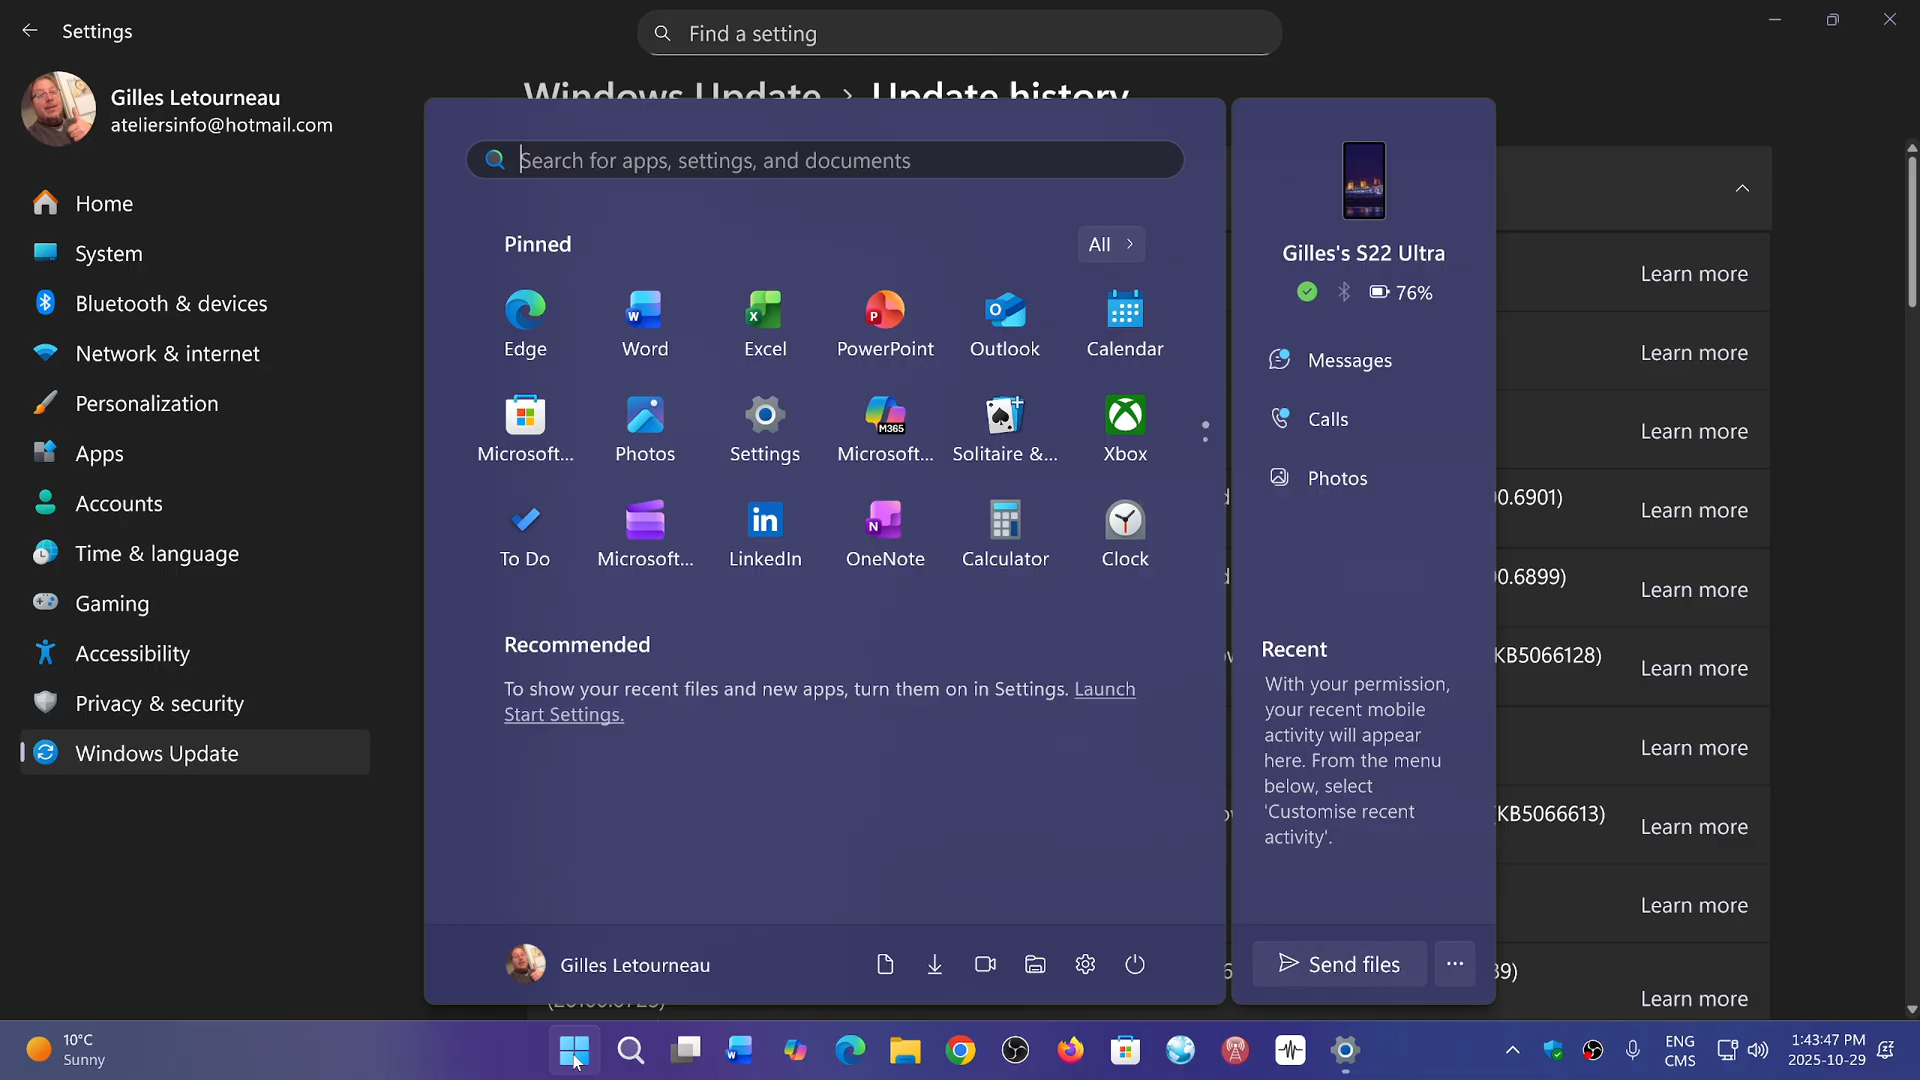 Settings
Find a setting
Gilles Letourneau
ateliersinfo@hotmail.com
Home
System
Bluetooth & devices
Network & internet
Personalization
Apps
Accounts
Time & language
Gaming
Accessibility
Privacy & security
Windows Update
Windows Update > Update history
Search for apps, settings, and documents
Pinned
All >
Edge
Word
Excel
PowerPoint
Outlook
Calendar
Microsoft...
Photos
Settings
M365
Microsoft...
Solitaire &...
Xbox
To Do
Microsoft...
LinkedIn
OneNote
Calculator
Clock
Recommended
To show your recent files and new apps, turn them on in Settings. Launch
Start Settings.
Gilles Letourneau
Gilles's S22 Ultra
76%
Messages
Calls
Photos
Recent
With your permission,
your recent mobile
activity will appear
here. From the menu
below, select
'Customise recent
activity'.
Send files
Learn more
Learn more
Learn more
0.6901)
Learn more
0.6899)
Learn more
KB5066128)
Learn more
Learn more
(KB5066613)
Learn more
Learn more
39)
Learn more
10°C
Sunny
ENG
CMS
1:43:47 PM
2025-10-29